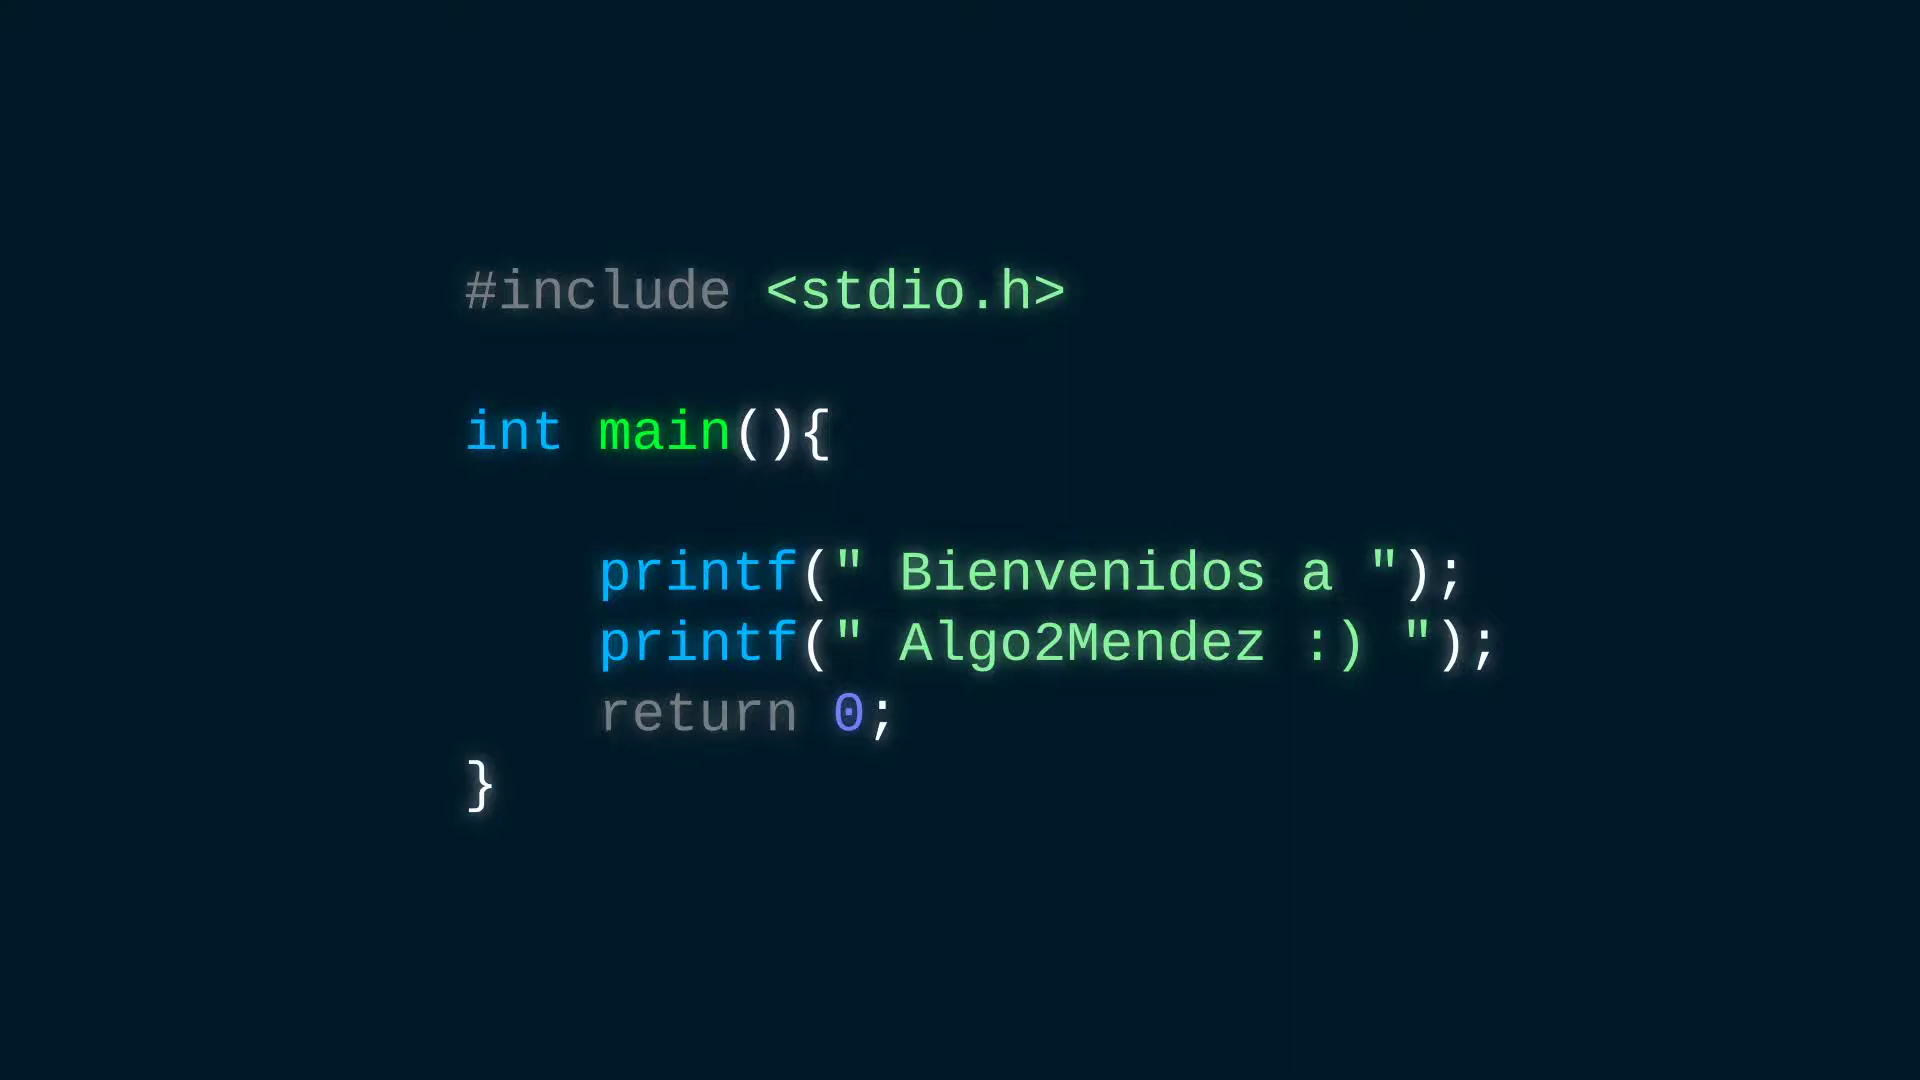 #include <stdio.h>
int main(){
printf(" Bienvenidos a ");
printf(" Algo2Mendez :) ");
return 0;
}